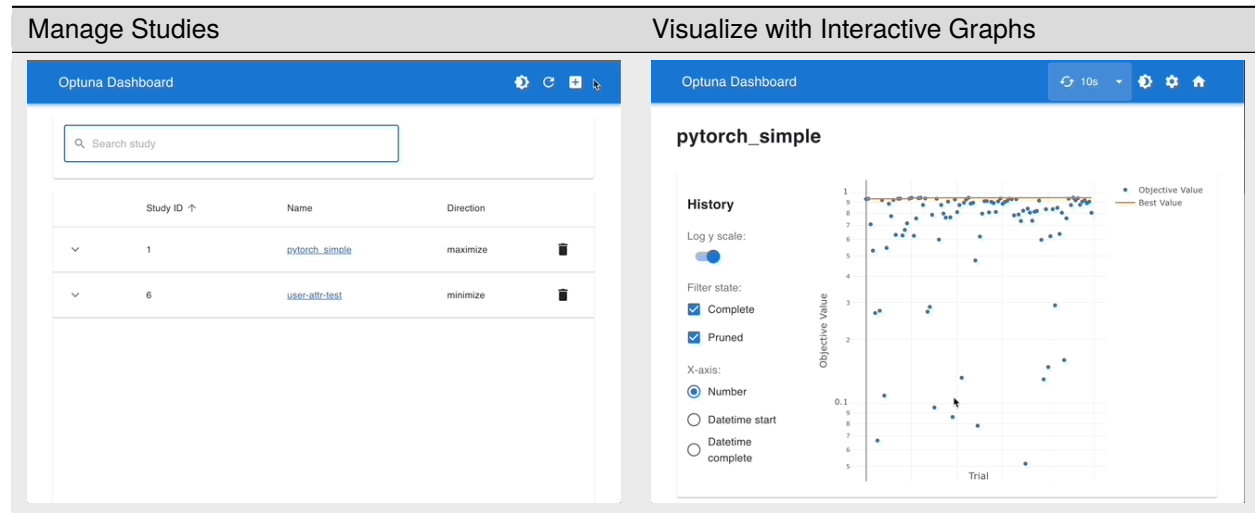 Manage Studies
Visualize with Interactive Graphs
Optuna Dashboard
Search study
Study ID ↑ Name Direction
1 pytorch_simple maximize
6 user-attr-test minimize
Optuna Dashboard
10s
pytorch_simple
History
Log y scale:
Filter state:
Complete
Pruned
X-axis:
Number
Datetime start
Datetime
complete
Objective Value
1
9
8
7
6
5
4
3
2
0.1
9
8
7
6
5
Trial
Objective Value
Best Value